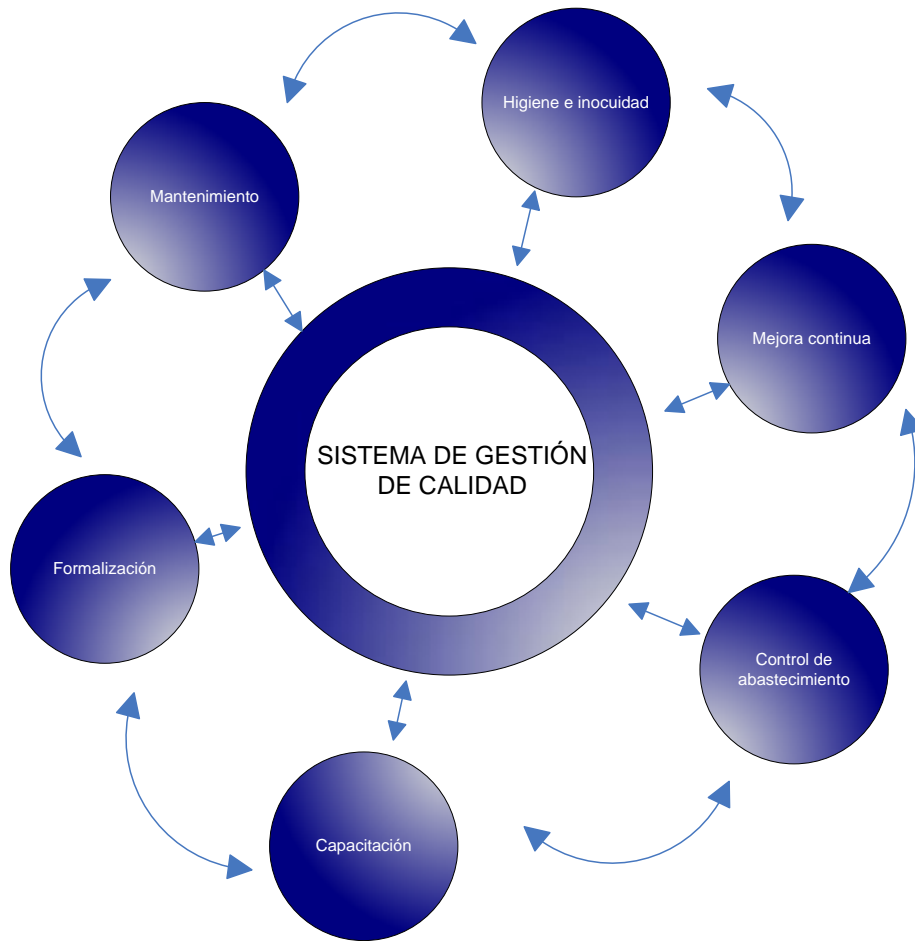 Higiene e inocuidad
Mantenimiento
Mejora continua
SISTEMA DE GESTIÓN
DE CALIDAD
Formalización
Control de
abastecimiento
Capacitación